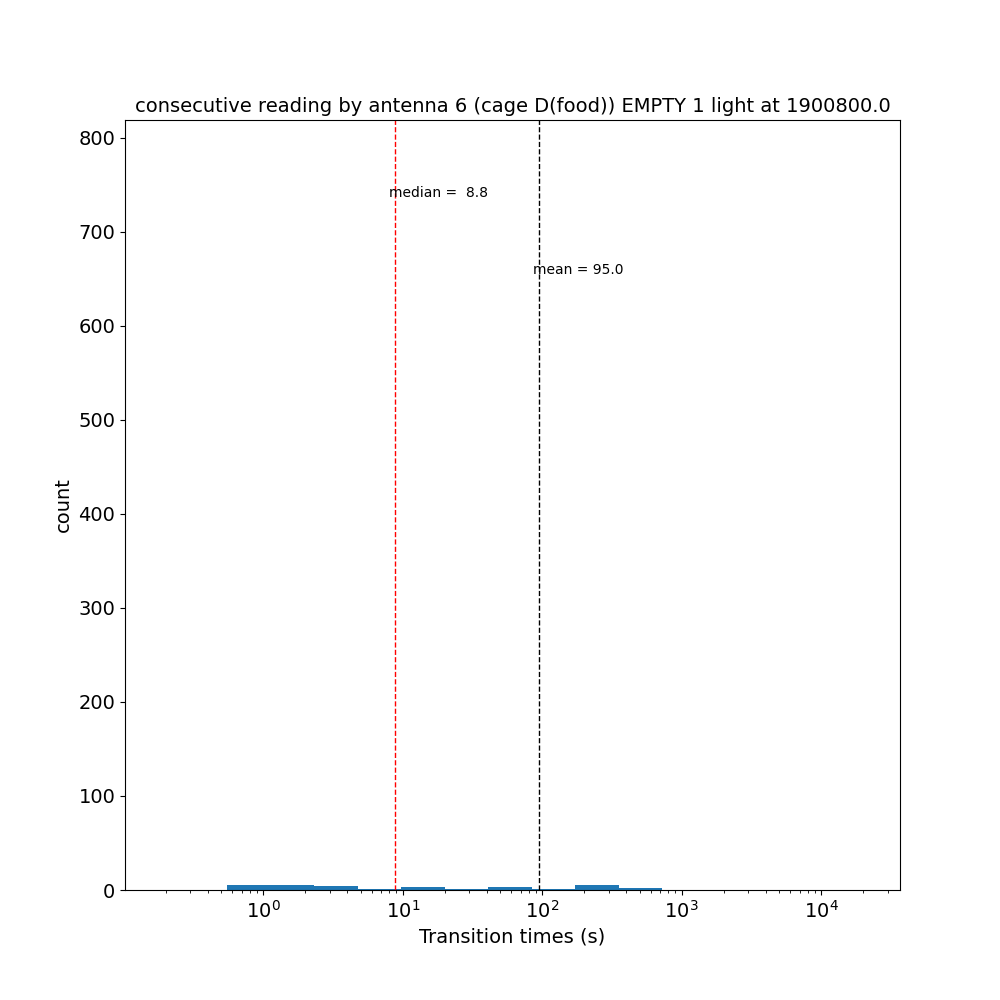 consecutive reading by antenna 6 (cage D(food)) EMPTY 1 light at 1900800.0
800
median =  8.8
700
mean = 95.0
600
500
400
count
300
200
100
0
10⁰ 10¹ 10² 10³ 10⁴
Transition times (s)